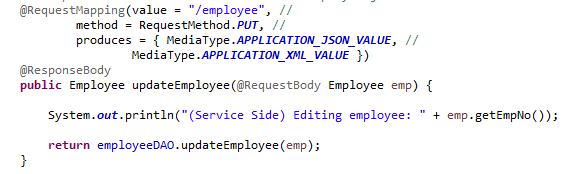 @RequestMapping(value = "/employee", //
method = RequestMethod.PUT, //
produces = { MediaType.APPLICATION_JSON_VALUE, //
MediaType.APPLICATION_XML_VALUE })
@ResponseBody
public Employee updateEmployee(@RequestBody Employee emp) {
System.out.println("(Service Side) Editing employee: " + emp.getEmpNo());
return employeeDAO.updateEmployee(emp);
}